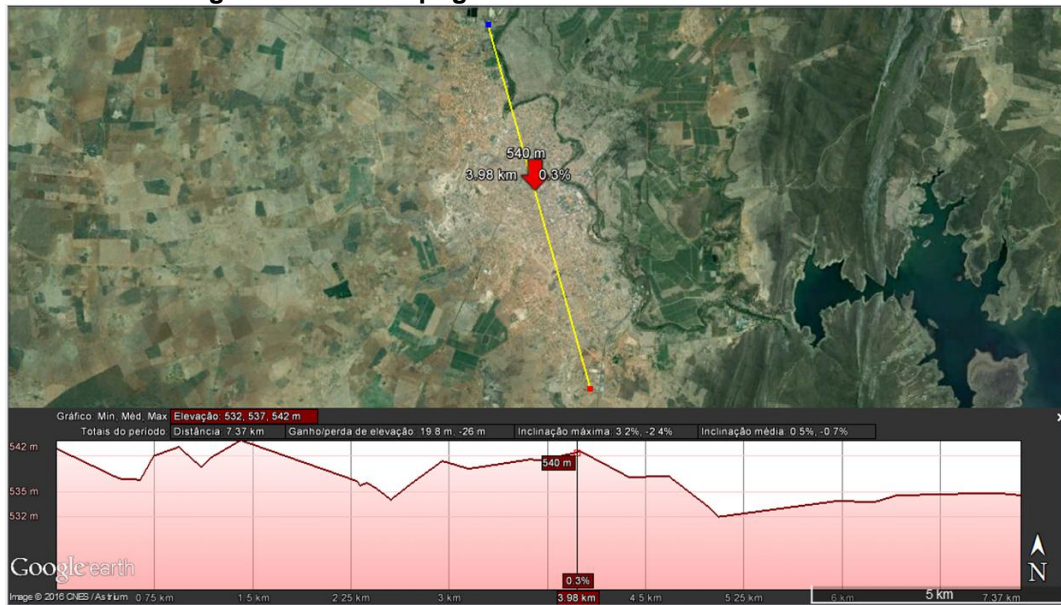 540 m
3.98 km 0.3%
Gráfico: Min, Méd, Max Elevação: 532, 537, 542 m
Totais do período Distância: 7.37 km Ganho/perda de elevação: 19.8 m, -26 m Inclinação máxima: 3.2%, -2.4% Inclinação média: 0.5%, -0.7%
542 m
540 m
535 m
532 m
Google earth
N
0.3%
Image © 2016 CNES / Astrium 0.75 km 1.5 km 2.25 km 3 km 3.98 km 4.5 km 5.25 km 6 km 5 km 7.37 km